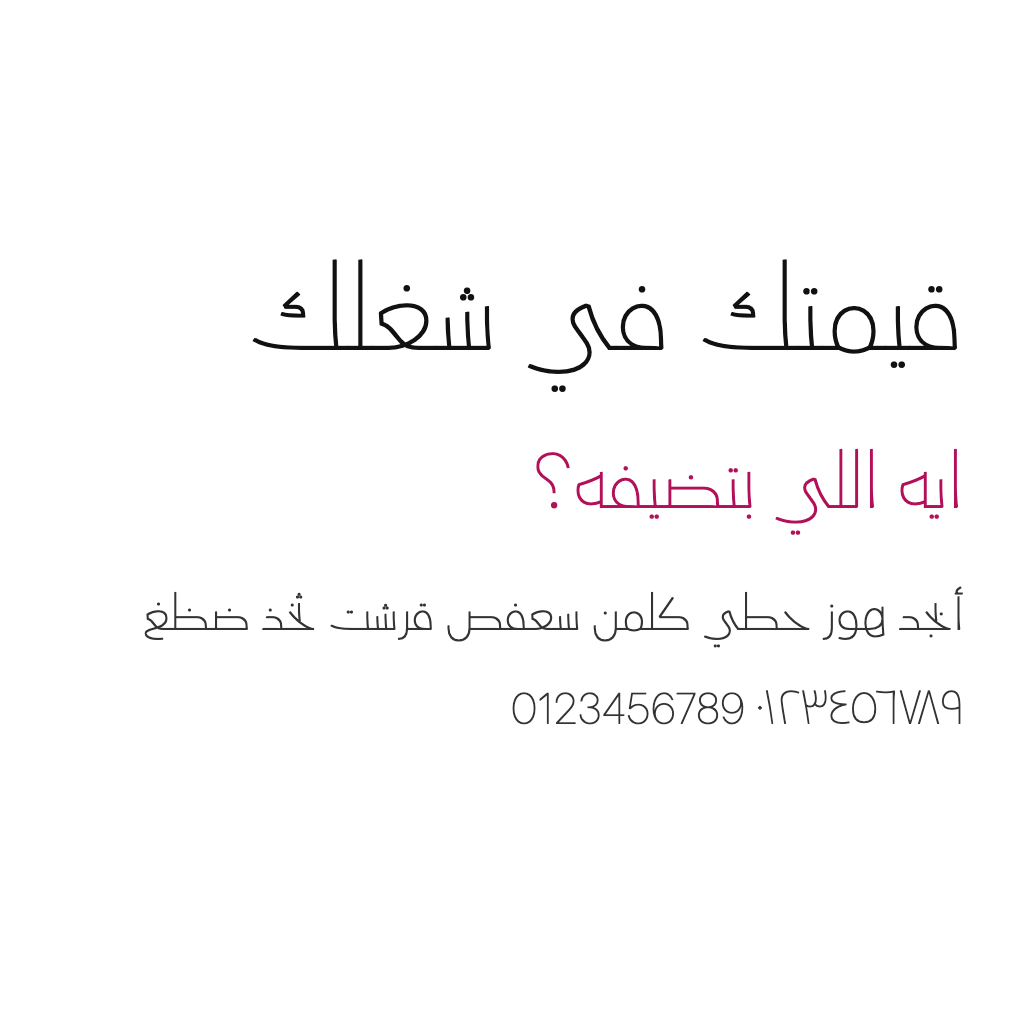 قيمتك في شغلك
ايه اللي بتضيفه؟
أبجد هوز حطي كلمن سعفص قرشت ثخذ ضظغ
٠١٢٣٤٥٦٧٨٩ 0123456789